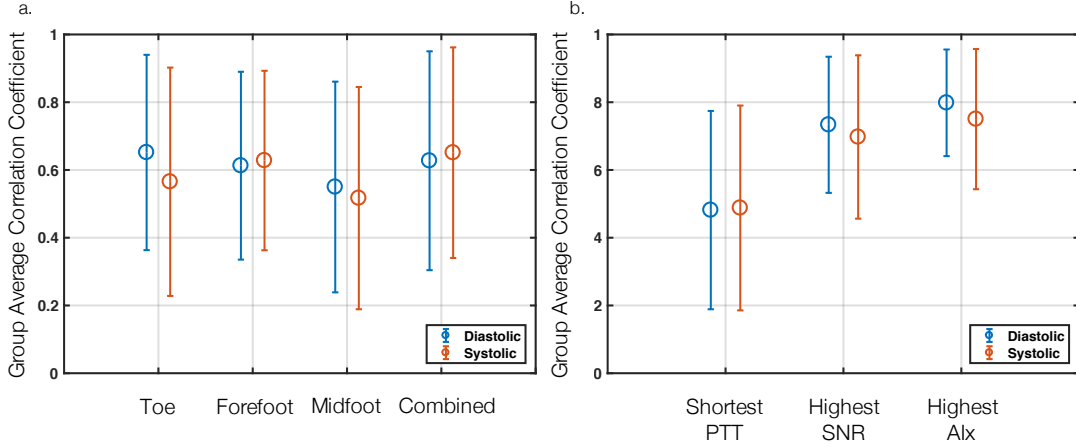 a.
Group Average Correlation Coefficient
1
0.8
0.6
0.4
0.2
0
Toe
Forefoot
Midfoot
Combined
Diastolic
Systolic
b.
Group Average Correlation Coefficient
1
8
6
4
2
0
Shortest
PTT
Highest
SNR
Highest
AIx
Diastolic
Systolic